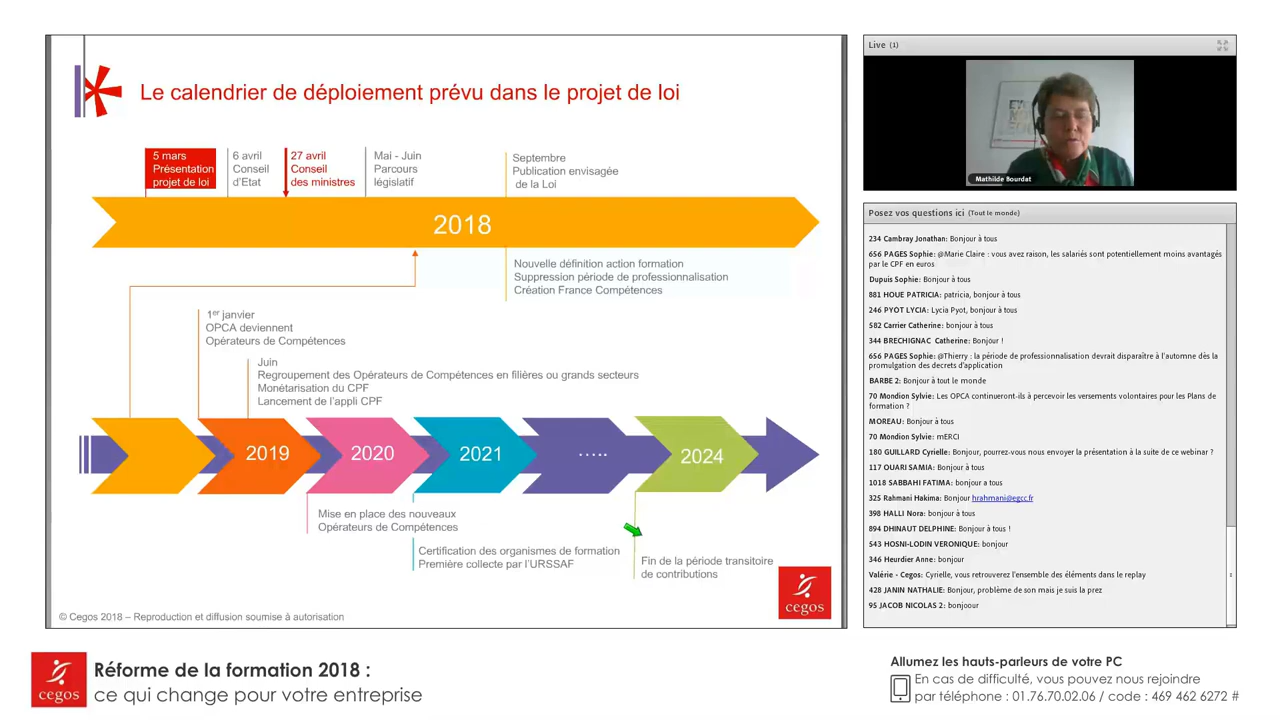 Le calendrier de déploiement prévu dans le projet de loi
5 mars
Présentation
projet de loi
6 avril
Conseil
d'Etat
27 avril
Conseil
des ministres
Mai - Juin
Parcours
législatif
Septembre
Publication envisagée
de la Loi
2018
Nouvelle définition action formation
Suppression période de professionnalisation
Création France Compétences
1er janvier
OPCA deviennent
Opérateurs de Compétences
Juin
Regroupement des Opérateurs de Compétences en filières ou grands secteurs
Monétarisation du CPF
Lancement de l'appli CPF
2019
2020
2021
.....
2024
Mise en place des nouveaux
Opérateurs de Compétences
Certification des organismes de formation
Première collecte par l'URSSAF
Fin de la période transitoire
de contributions
cegos
© Cegos 2018 – Reproduction et diffusion soumise à autorisation
Live (1)
Mathilde Bourdat
Posez vos questions ici (Tout le monde)
234 Cambray Jonathan: Bonjour à tous
656 PAGES Sophie: @Marie Claire : vous avez raison, les salariés sont potentiellement moins avantagés
par le CPF en euros
Dupuis Sophie: Bonjour à tous
881 HOUE PATRICIA: patricia, bonjour à tous
246 PYOT LYCIA: Lycia Pyot, bonjour à tous
582 Carrier Catherine: bonjour à tous
344 BRECHIGNAC Catherine: Bonjour !
656 PAGES Sophie: @Thierry : la période de professionnalisation devrait disparaître à l'automne dès la
promulgation des decrets d'application
BARBE 2: Bonjour à tout le monde
70 Mondion Sylvie: Les OPCA continueront-ils à percevoir les versements volontaires pour les Plans de
formation ?
MOREAU: Bonjour à tous
70 Mondion Sylvie: mERCI
180 GUILLARD Cyrielle: Bonjour, pourrez-vous nous envoyer la présentation à la suite de ce webinar ?
117 OUARI SAMIA: Bonjour à tous
1018 SABBAHI FATIMA: bonjour a tous
325 Rahmani Hakima: Bonjour hrahmani@egcc.fr
398 HALLI Nora: bonjour à tous
894 DHINAUT DELPHINE: Bonjour à tous !
543 HOSNI-LODIN VERONIQUE: bonjour
346 Heurdier Anne: bonjour
Valérie - Cegos: Cyrielle, vous retrouverez l'ensemble des éléments dans le replay
428 JANIN NATHALIE: Bonjour, problème de son mais je suis la prez
95 JACOB NICOLAS 2: bonjoour
cegos
Réforme de la formation 2018 :
ce qui change pour votre entreprise
Allumez les hauts-parleurs de votre PC
En cas de difficulté, vous pouvez nous rejoindre
par téléphone : 01.76.70.02.06 / code : 469 462 6272 #